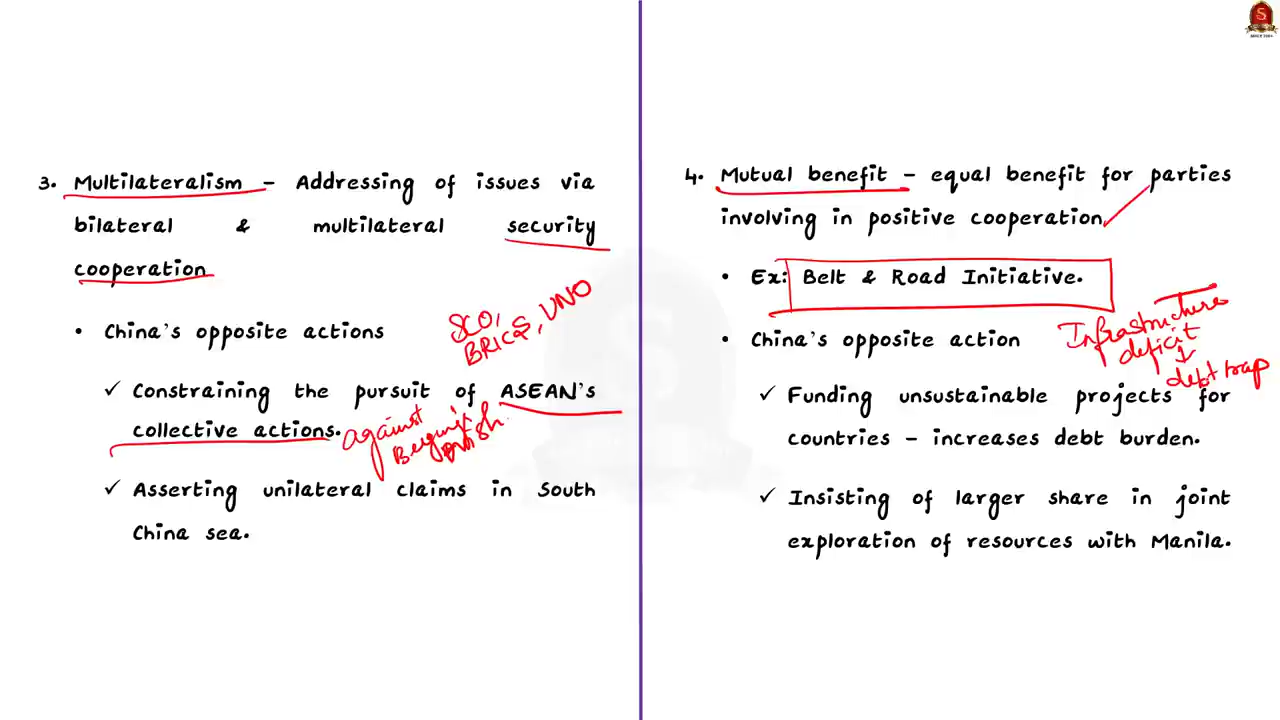 3. Multilateralism - Addressing of issues via
bilateral & multilateral security
cooperation
• China's opposite actions
SCO,
BRICS, UNO
✓ Constraining the pursuit of ASEAN's
collective actions.
against
✓ Asserting unilateral claims in South
China sea.
4. Mutual benefit - equal benefit for parties
involving in positive cooperation.
• Ex: Belt & Road Initiative.
• China's opposite action
Infrastructure
deficit
↓
debt trap
✓ Funding unsustainable projects for
countries - increases debt burden.
✓ Insisting of larger share in joint
exploration of resources with Manila.
S